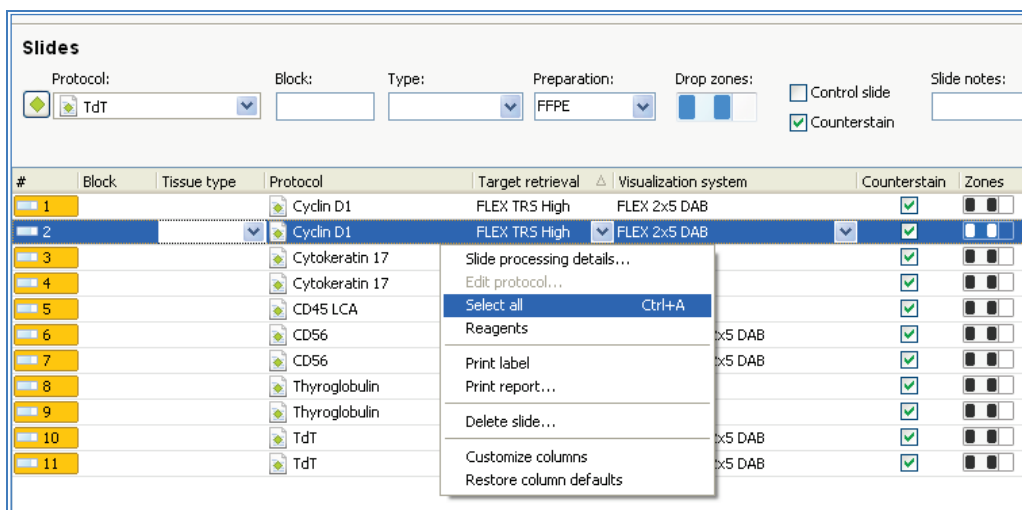 Slides
Protocol: Block: Type: Preparation: Drop zones: Slide notes:
TdT FFPE Control slide
Counterstain
# Block Tissue type Protocol Target retrieval Visualization system Counterstain Zones
1 Cyclin D1 FLEX TRS High FLEX 2x5 DAB
2 Cyclin D1 FLEX TRS High FLEX 2x5 DAB
3 Cytokeratin 17
4 Cytokeratin 17
5 CD45 LCA
6 CD56 x5 DAB
7 CD56 x5 DAB
8 Thyroglobulin
9 Thyroglobulin
10 TdT x5 DAB
11 TdT x5 DAB
Slide processing details...
Edit protocol...
Select all Ctrl+A
Reagents
Print label
Print report...
Delete slide...
Customize columns
Restore column defaults